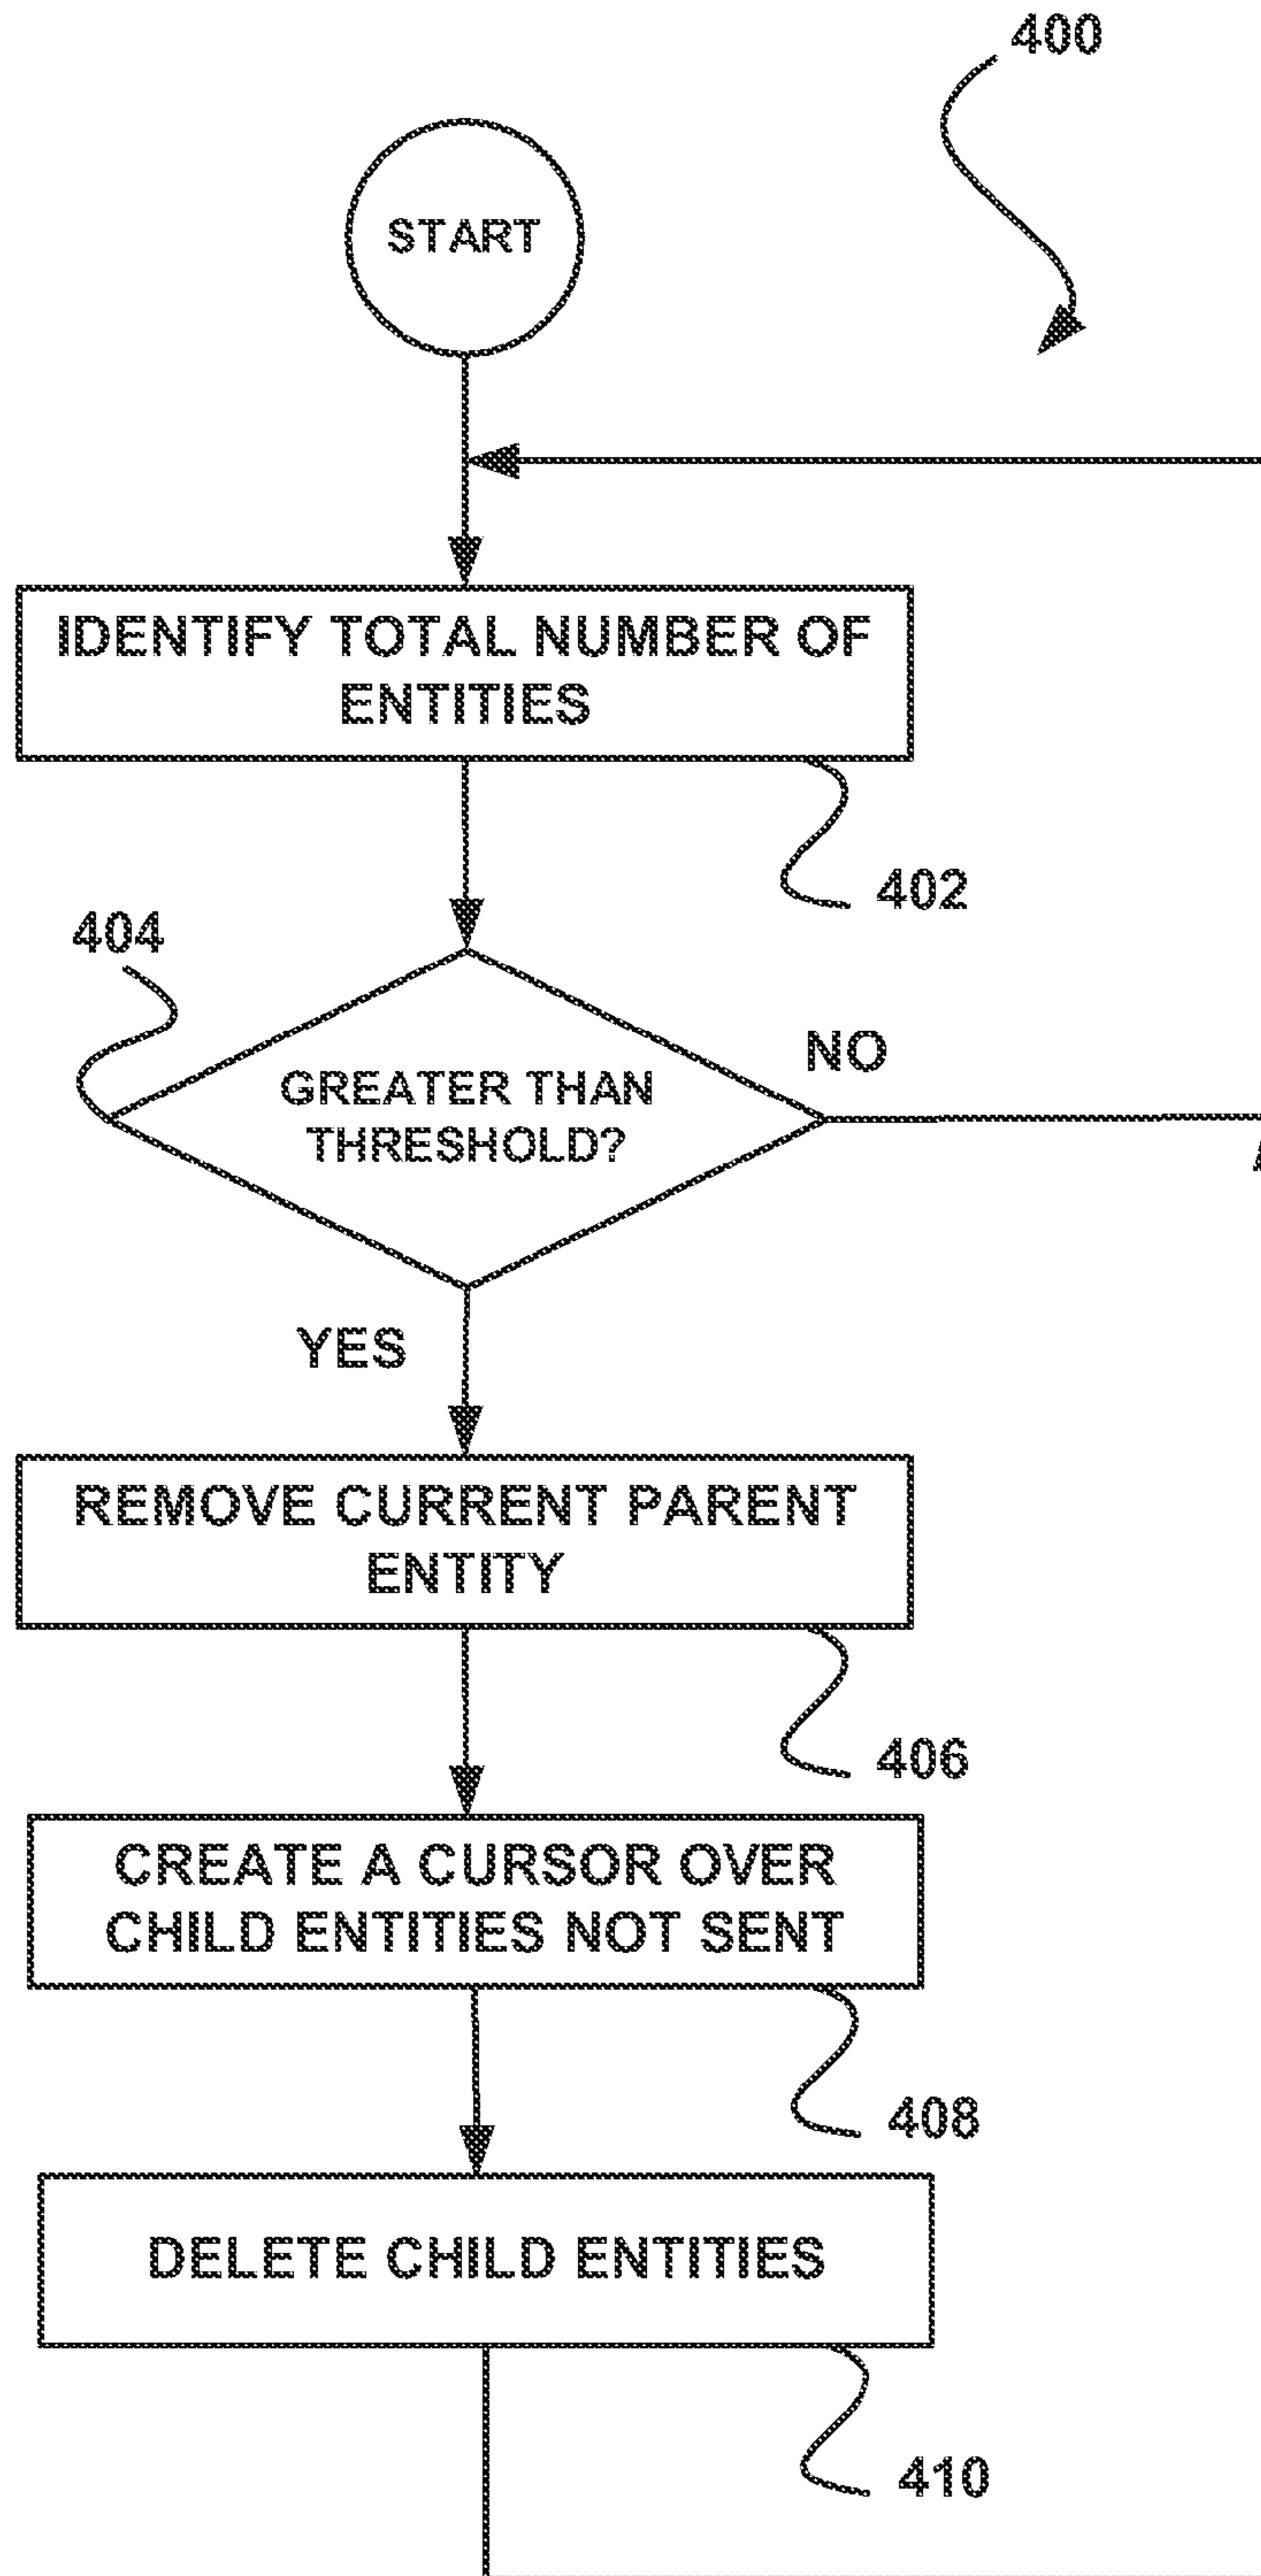 400
START
IDENTIFY TOTAL NUMBER OF
ENTITIES
402
404
GREATER THAN
THRESHOLD?
NO
YES
REMOVE CURRENT PARENT
ENTITY
406
CREATE A CURSOR OVER
CHILD ENTITIES NOT SENT
408
DELETE CHILD ENTITIES
410